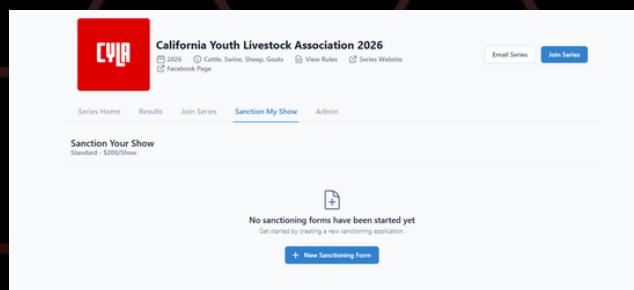 CYLA
California Youth Livestock Association 2026
2026 Cattle, Swine, Sheep, Goats View Rules Series Website
Facebook Page
Email Series
Join Series
Series Home Results Join Series Sanction My Show Admin
Sanction Your Show
Standard - $200/Show
No sanctioning forms have been started yet
Get started by creating a new sanctioning application.
+ New Sanctioning Form